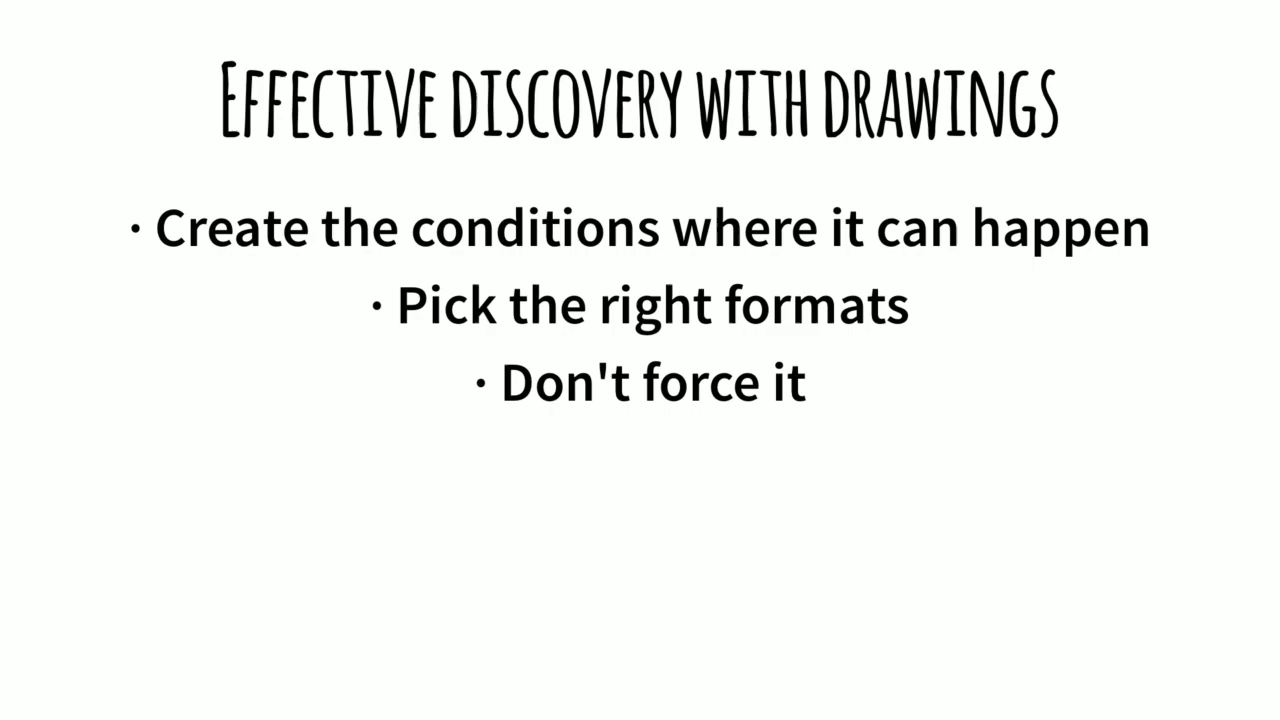 Effective discovery with drawings
· Create the conditions where it can happen
· Pick the right formats
· Don't force it